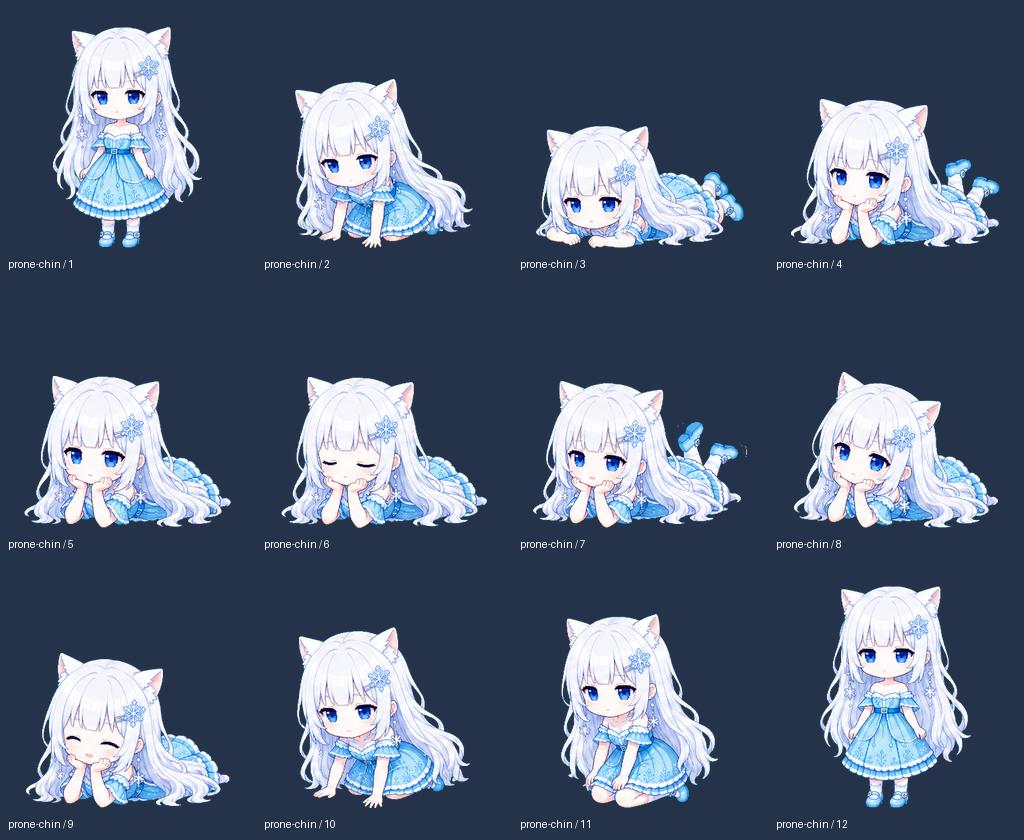 prone-chin / 1
prone-chin / 2
prone-chin / 3
prone-chin / 4
prone-chin / 5
prone-chin / 6
prone-chin / 7
prone-chin / 8
prone-chin / 9
prone-chin / 10
prone-chin / 11
prone-chin / 12